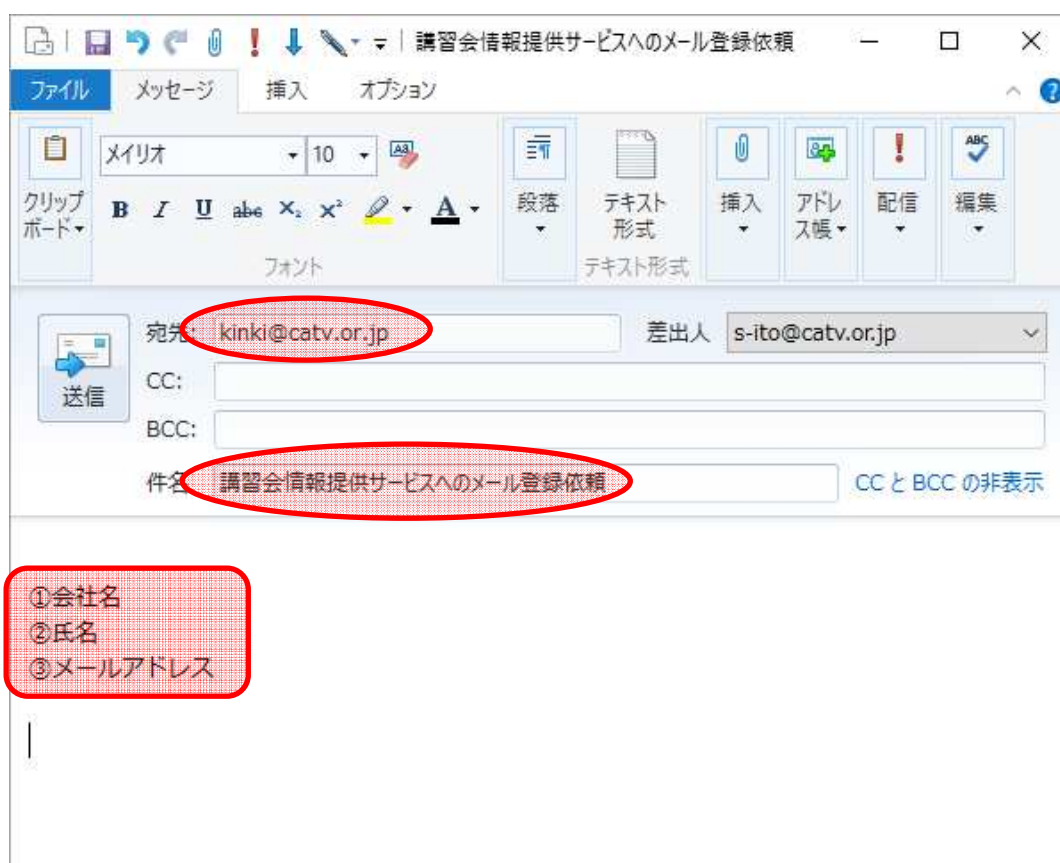 講習会情報提供サービスへのメール登録依頼
ファイル メッセージ 挿入 オプション
メイリオ 10
クリップボード 段落 テキスト形式 挿入 アドレス帳 配信 編集
B I U abc X₂ X² A ABC
フォント テキスト形式
宛先: kinki@catv.or.jp 差出人 s-ito@catv.or.jp
送信
CC:
BCC:
件名 講習会情報提供サービスへのメール登録依頼 CC と BCC の非表示
①会社名
②氏名
③メールアドレス